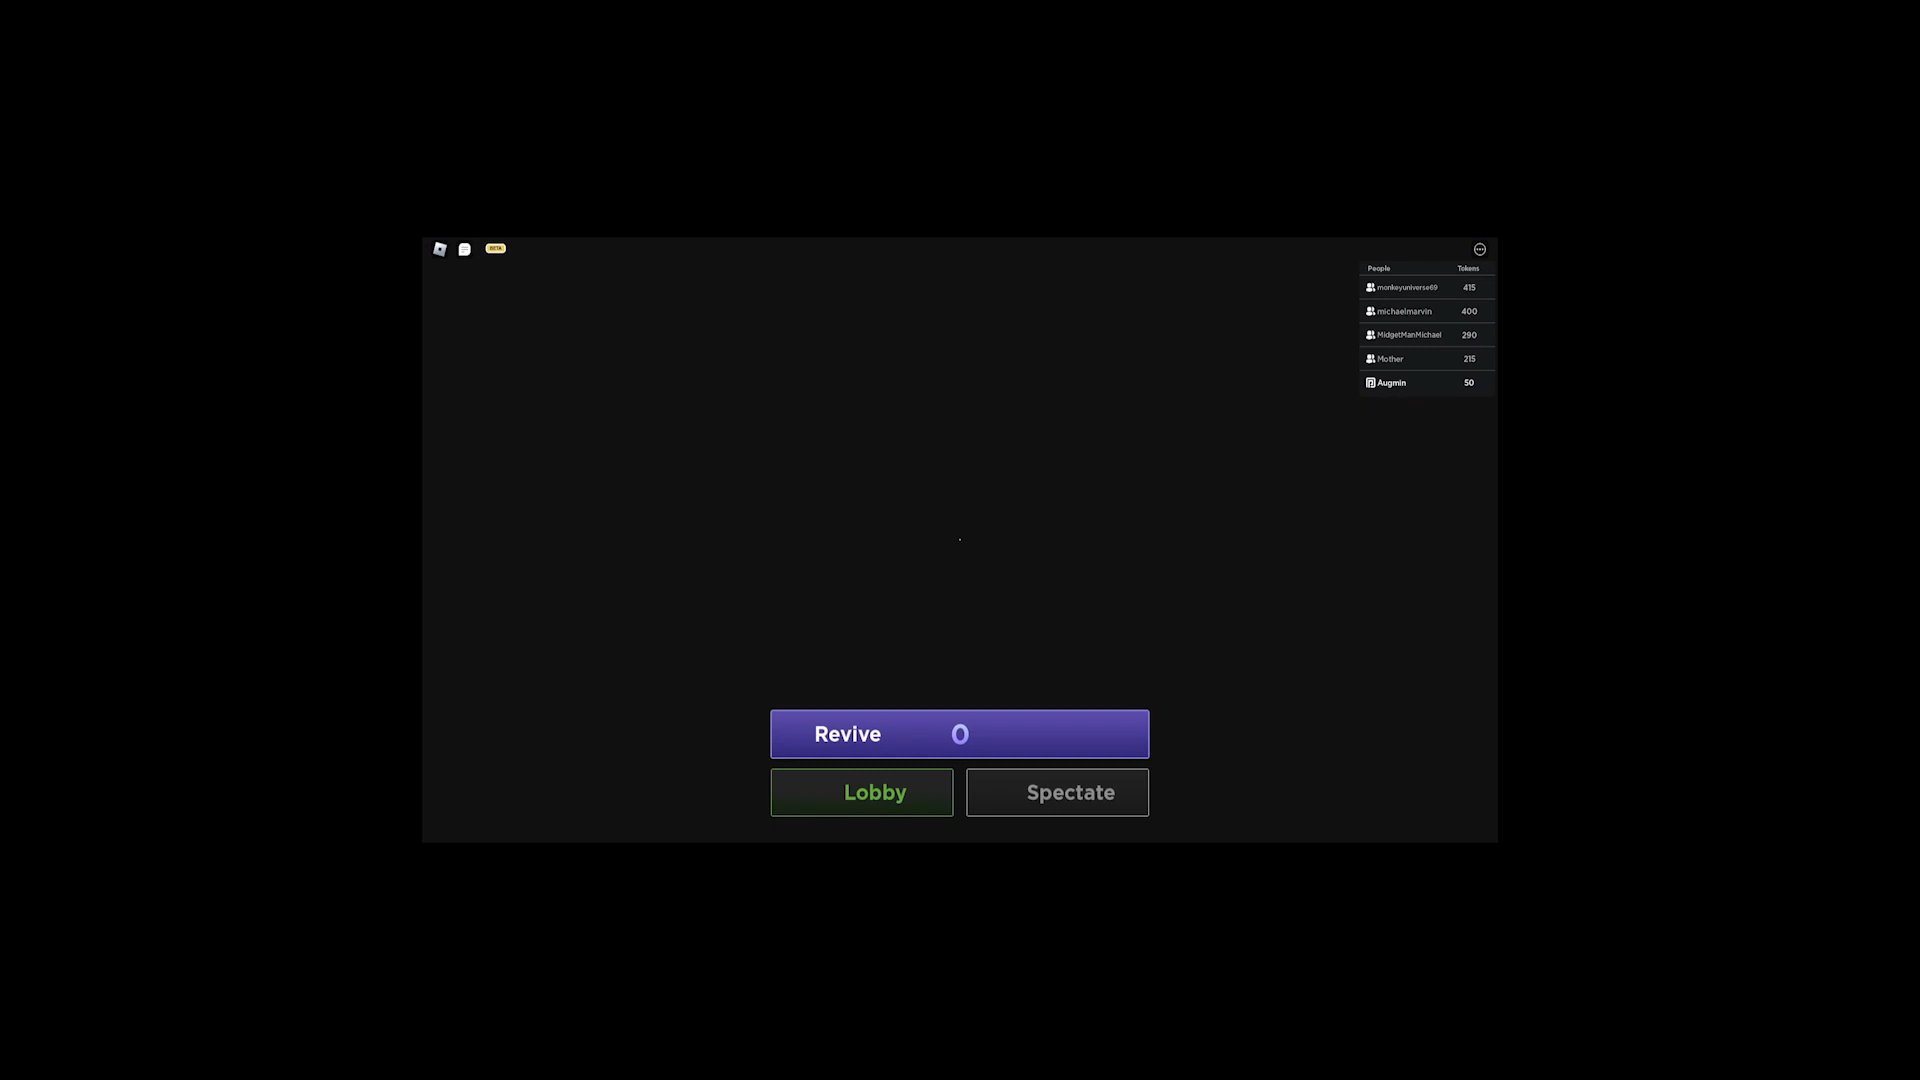 BETA
People Tokens
monkeyuniverse69 415
michaelmarvin 400
MidgetManMichael 290
Mother 215
Augmin 50
Revive 0
Lobby Spectate